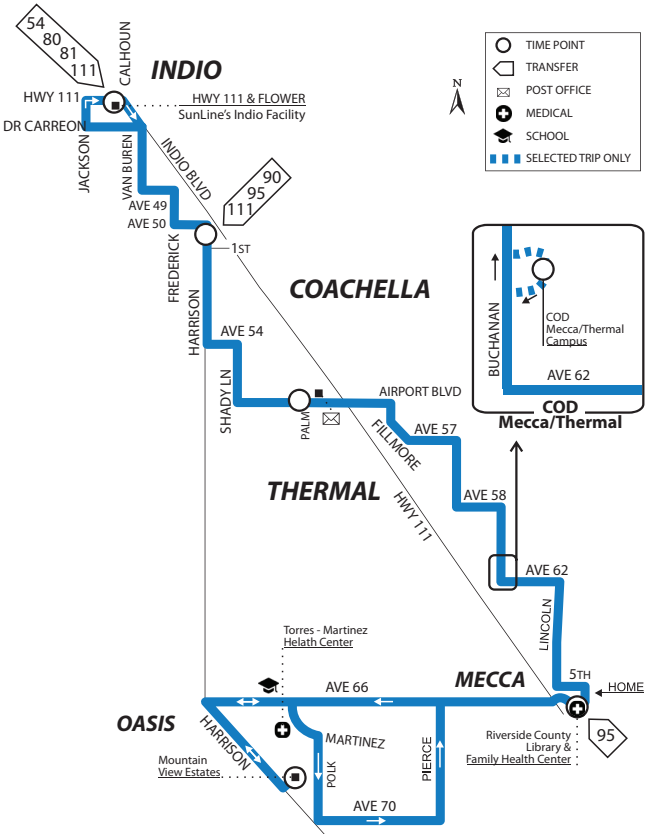 54
80
81
111
CALHOUN
INDIO
HWY 111
HWY 111 & FLOWER
SunLine's Indio Facility
DR CARREON
JACKSON
VAN BUREN
INDIO BLVD
AVE 49
AVE 50
90
95
111
1ST
FREDERICK
HARRISON
COACHELLA
AVE 54
SHADY LN
PALM
AIRPORT BLVD
FILLMORE
AVE 57
THERMAL
HWY 111
AVE 58
AVE 62
LINCOLN
N
TIME POINT
TRANSFER
POST OFFICE
MEDICAL
SCHOOL
SELECTED TRIP ONLY
BUCHANAN
COD
Mecca/Thermal
Campus
AVE 62
COD
Mecca/Thermal
Torres - Martinez
Helath Center
AVE 66
MECCA
5TH
HOME
OASIS
HARRISON
MARTINEZ
POLK
PIERCE
Mountain
View Estates
AVE 70
Riverside County
Library &
Family Health Center
95